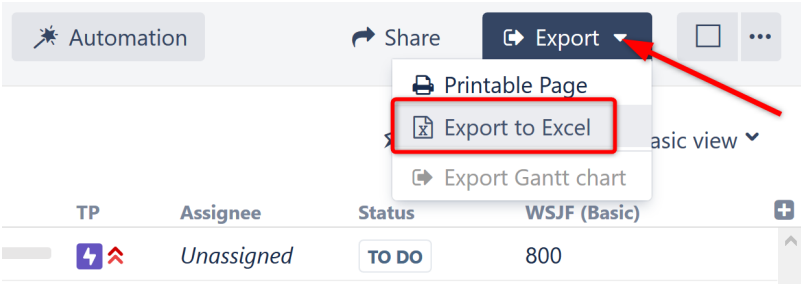 Automation Share Export •••
Printable Page
Export to Excel
asic view
Export Gantt chart
TP Assignee Status WSJF (Basic)
Unassigned TO DO 800